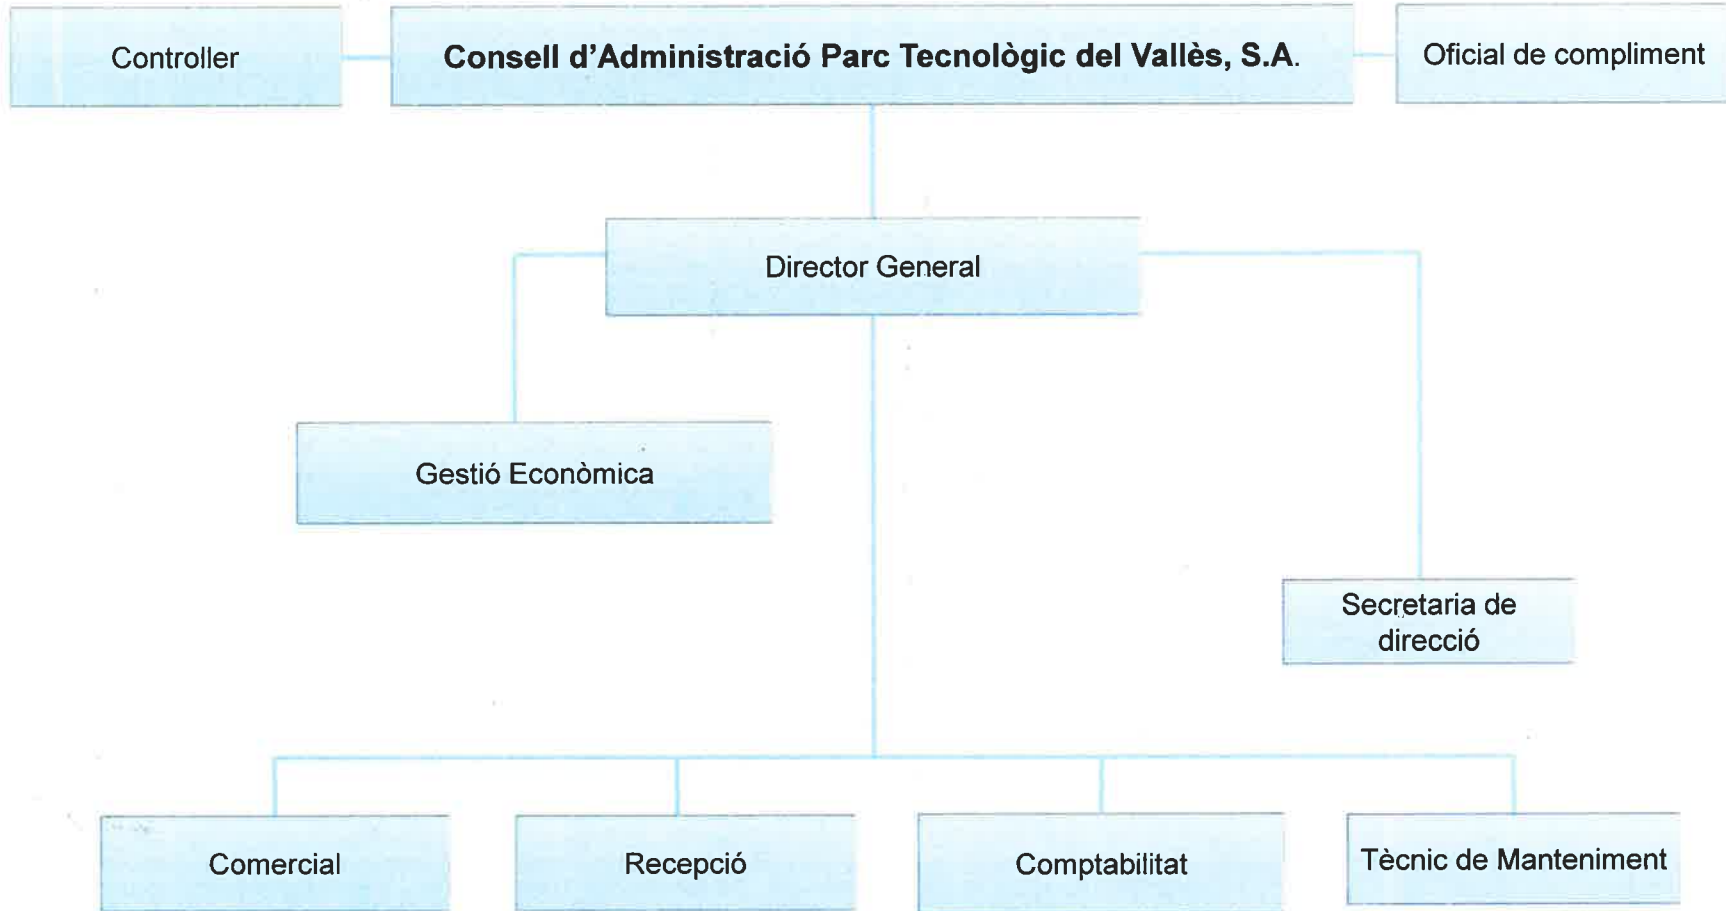 Controller
Consell d'Administració Parc Tecnològic del Vallès, S.A.
Oficial de compliment
Director General
Gestió Econòmica
Secretaria de
direcció
Comercial
Recepció
Comptabilitat
Tècnic de Manteniment